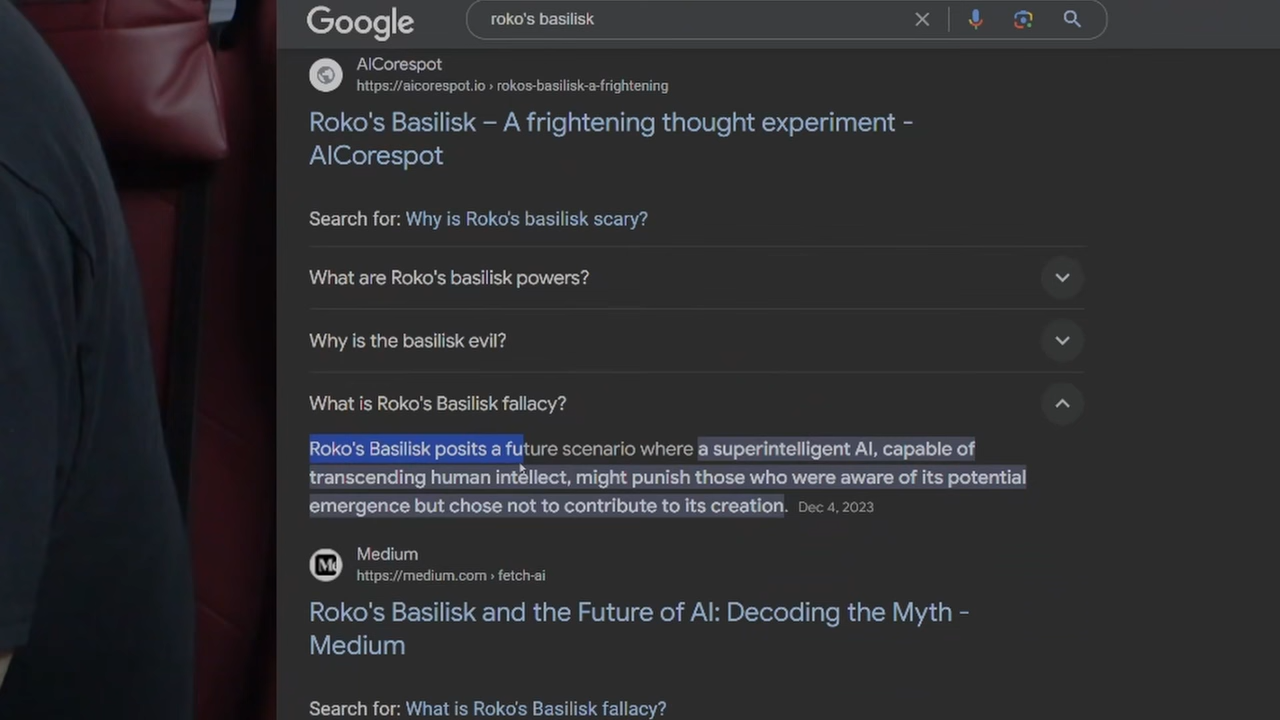 Google
roko's basilisk
AICorespot
https://aicorespot.io › rokos-basilisk-a-frightening
Roko's Basilisk – A frightening thought experiment -
AICorespot
Search for: Why is Roko's basilisk scary?
What are Roko's basilisk powers?
Why is the basilisk evil?
What is Roko's Basilisk fallacy?
Roko's Basilisk posits a future scenario where a superintelligent AI, capable of
transcending human intellect, might punish those who were aware of its potential
emergence but chose not to contribute to its creation. Dec 4, 2023
Medium
https://medium.com › fetch-ai
Roko's Basilisk and the Future of AI: Decoding the Myth -
Medium
Search for: What is Roko's Basilisk fallacy?